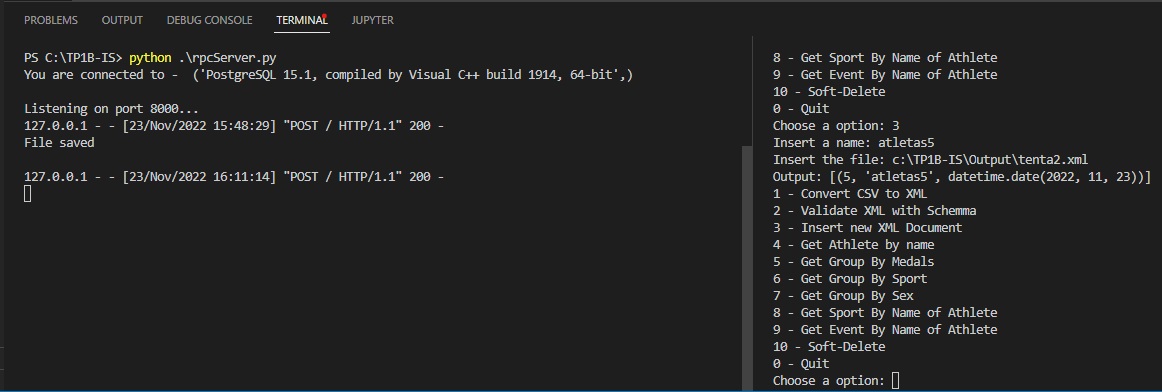 PROBLEMS OUTPUT DEBUG CONSOLE TERMINAL JUPYTER
PS C:\TP1B-IS> python .\rpcServer.py
You are connected to -  ('PostgreSQL 15.1, compiled by Visual C++ build 1914, 64-bit',)
Listening on port 8000...
127.0.0.1 - - [23/Nov/2022 15:48:29] "POST / HTTP/1.1" 200 -
File saved
127.0.0.1 - - [23/Nov/2022 16:11:14] "POST / HTTP/1.1" 200 -
8 - Get Sport By Name of Athlete
9 - Get Event By Name of Athlete
10 - Soft-Delete
0 - Quit
Choose a option: 3
Insert a name: atletas5
Insert the file: c:\TP1B-IS\Output\tenta2.xml
Output: [(5, 'atletas5', datetime.date(2022, 11, 23))]
1 - Convert CSV to XML
2 - Validate XML with Schemma
3 - Insert new XML Document
4 - Get Athlete by name
5 - Get Group By Medals
6 - Get Group By Sport
7 - Get Group By Sex
8 - Get Sport By Name of Athlete
9 - Get Event By Name of Athlete
10 - Soft-Delete
0 - Quit
Choose a option: